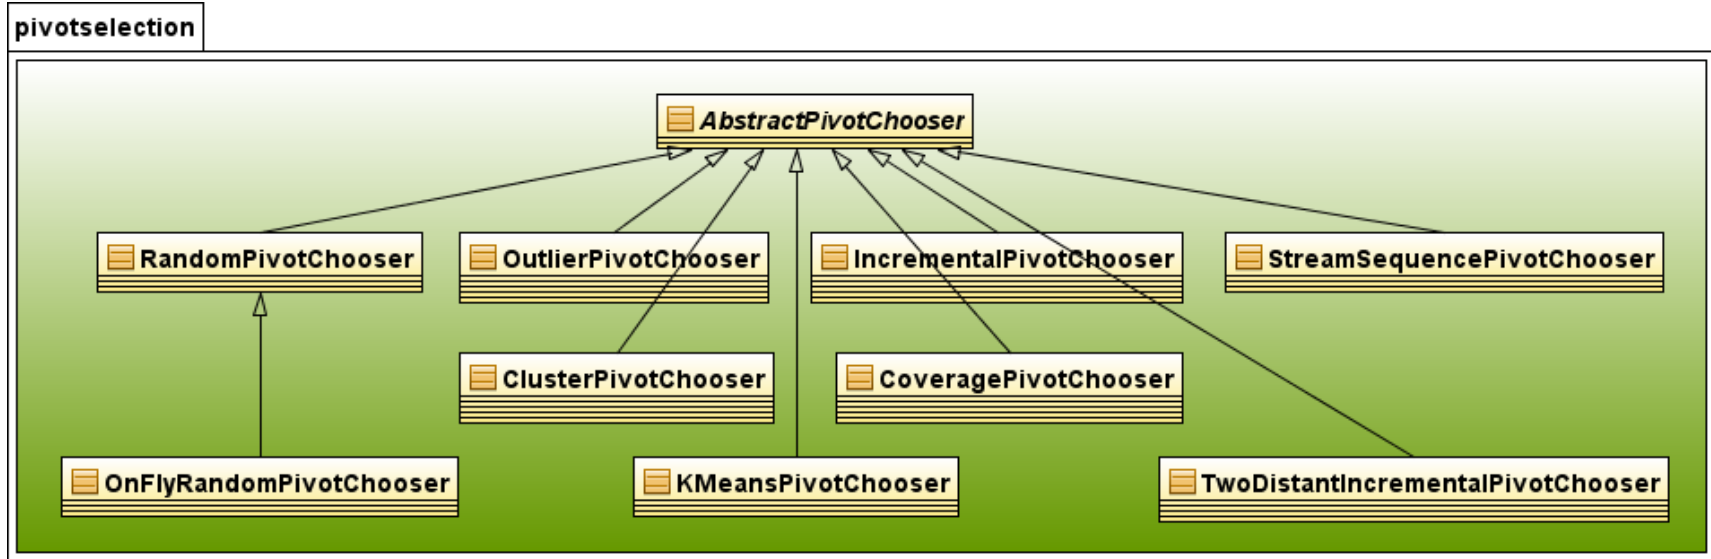 pivotselection
AbstractPivotChooser
RandomPivotChooser
OutlierPivotChooser
IncrementalPivotChooser
StreamSequencePivotChooser
ClusterPivotChooser
CoveragePivotChooser
OnFlyRandomPivotChooser
KMeansPivotChooser
TwoDistantIncrementalPivotChooser